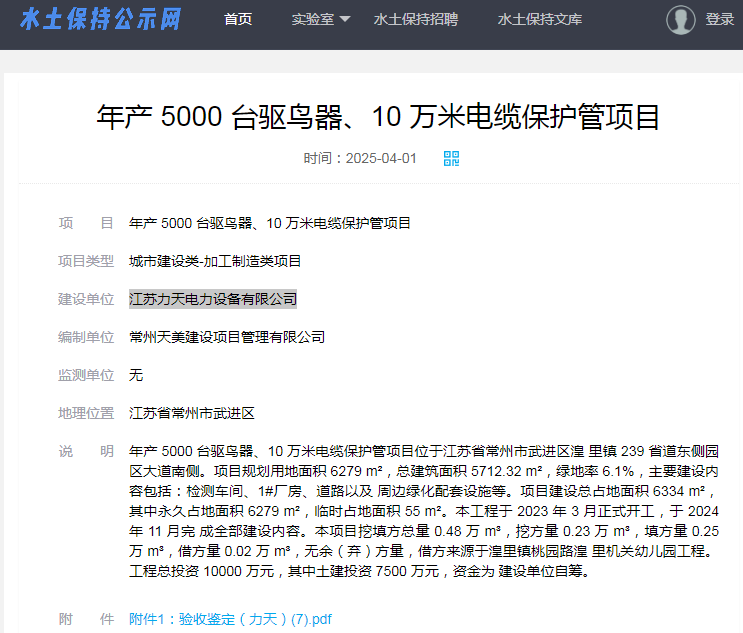 水土保持公示网 首页 实验室 水土保持招聘 水土保持文库 登录
年产 5000 台驱鸟器、10 万米电缆保护管项目
时间：2025-04-01
项 目 年产 5000 台驱鸟器、10 万米电缆保护管项目
项目类型 城市建设类-加工制造类项目
建设单位 江苏力天电力设备有限公司
编制单位 常州天美建设项目管理有限公司
监测单位 无
地理位置 江苏省常州市武进区
说 明 年产 5000 台驱鸟器、10 万米电缆保护管项目位于江苏省常州市武进区湟 里镇 239 省道东侧园
区大道南侧。项目规划用地面积 6279 m²，总建筑面积 5712.32 m²，绿地率 6.1%，主要建设内
容包括：检测车间、1#厂房、道路以及 周边绿化配套设施等。项目建设总占地面积 6334 m²，
其中永久占地面积 6279 m²，临时占地面积 55 m²。本工程于 2023 年 3 月正式开工，于 2024
年 11 月完 成全部建设内容。本项目挖填方总量 0.48 万 m³，挖方量 0.23 万 m³，填方量 0.25
万 m³，借方量 0.02 万 m³，无余（弃）方量，借方来源于湟里镇桃园路湟 里机关幼儿园工程。
工程总投资 10000 万元，其中土建投资 7500 万元，资金为 建设单位自筹。
附 件 附件1：验收鉴定（力天）(7).pdf